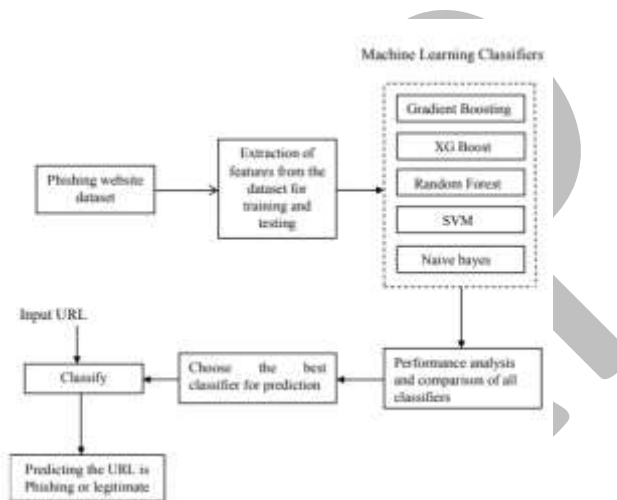 Machine Learning Classifiers
Gradient Boosting
XG Boost
Random Forest
SVM
Naive bayes
Phishing website
dataset
Extraction of
features from the
dataset for
training and
testing
Input URL
Classify
Choose the best
classifier for prediction
Performance analysis
and comparison of all
classifiers
Predicting the URL is
Phishing or legitimate